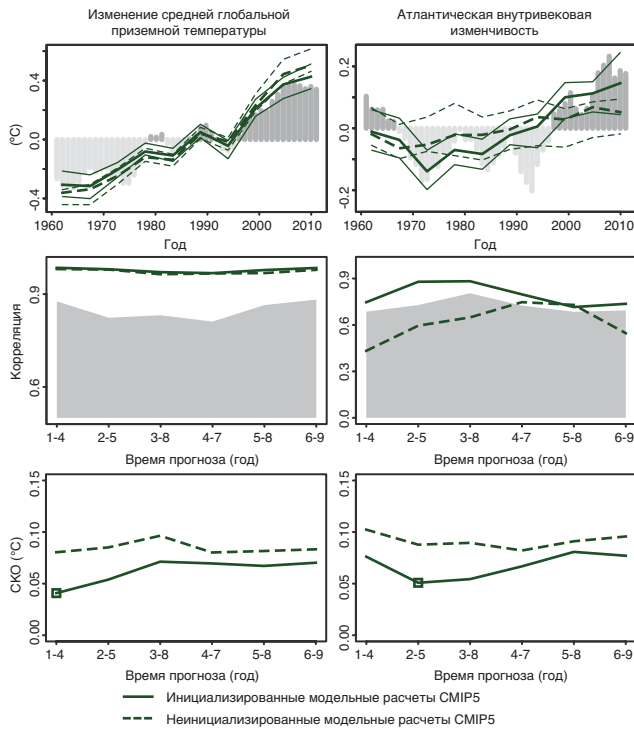 Изменение средней глобальной
приземной температуры
Атлантическая внутривековая
изменчивость
(°C)
0.4
0.0
-0.4
1960 1970 1980 1990 2000 2010
Год
0.2
0.0
-0.2
1960 1970 1980 1990 2000 2010
Год
Корреляция
0.9
0.6
1-4 2-5 3-8 4-7 5-8 6-9
Время прогноза (год)
0.9
0.6
0.3
0.0
1-4 2-5 3-8 4-7 5-8 6-9
Время прогноза (год)
СКО (°C)
0.15
0.10
0.05
0.00
1-4 2-5 3-8 4-7 5-8 6-9
Время прогноза (год)
0.15
0.10
0.05
0.00
1-4 2-5 3-8 4-7 5-8 6-9
Время прогноза (год)
Инициализированные модельные расчеты CMIP5
Неинициализированные модельные расчеты CMIP5